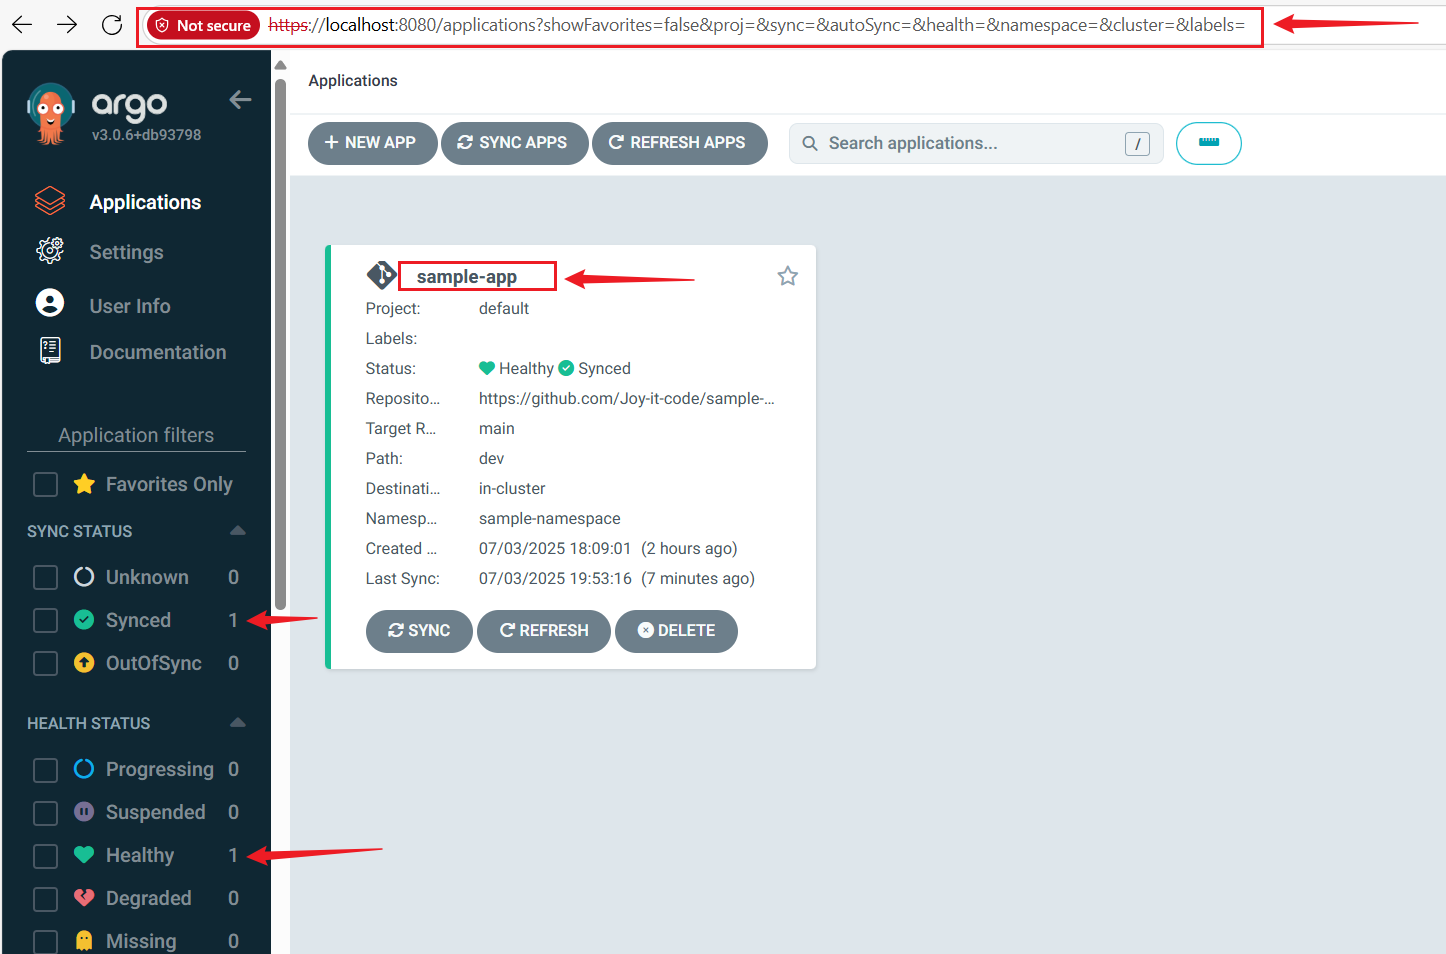 Not secure https://localhost:8080/applications?showFavorites=false&proj=&sync=&autoSync=&health=&namespace=&cluster=&labels=
argo
v3.0.6+db93798
Applications
Settings
User Info
Documentation
Application filters
Favorites Only
SYNC STATUS
Unknown 0
Synced 1
OutOfSync 0
HEALTH STATUS
Progressing 0
Suspended 0
Healthy 1
Degraded 0
Missing 0
Applications
NEW APP SYNC APPS REFRESH APPS Search applications... /
sample-app
Project: default
Labels:
Status: Healthy Synced
Reposito... https://github.com/Joy-it-code/sample-...
Target R... main
Path: dev
Destinati... in-cluster
Namesp... sample-namespace
Created ... 07/03/2025 18:09:01 (2 hours ago)
Last Sync: 07/03/2025 19:53:16 (7 minutes ago)
SYNC REFRESH DELETE